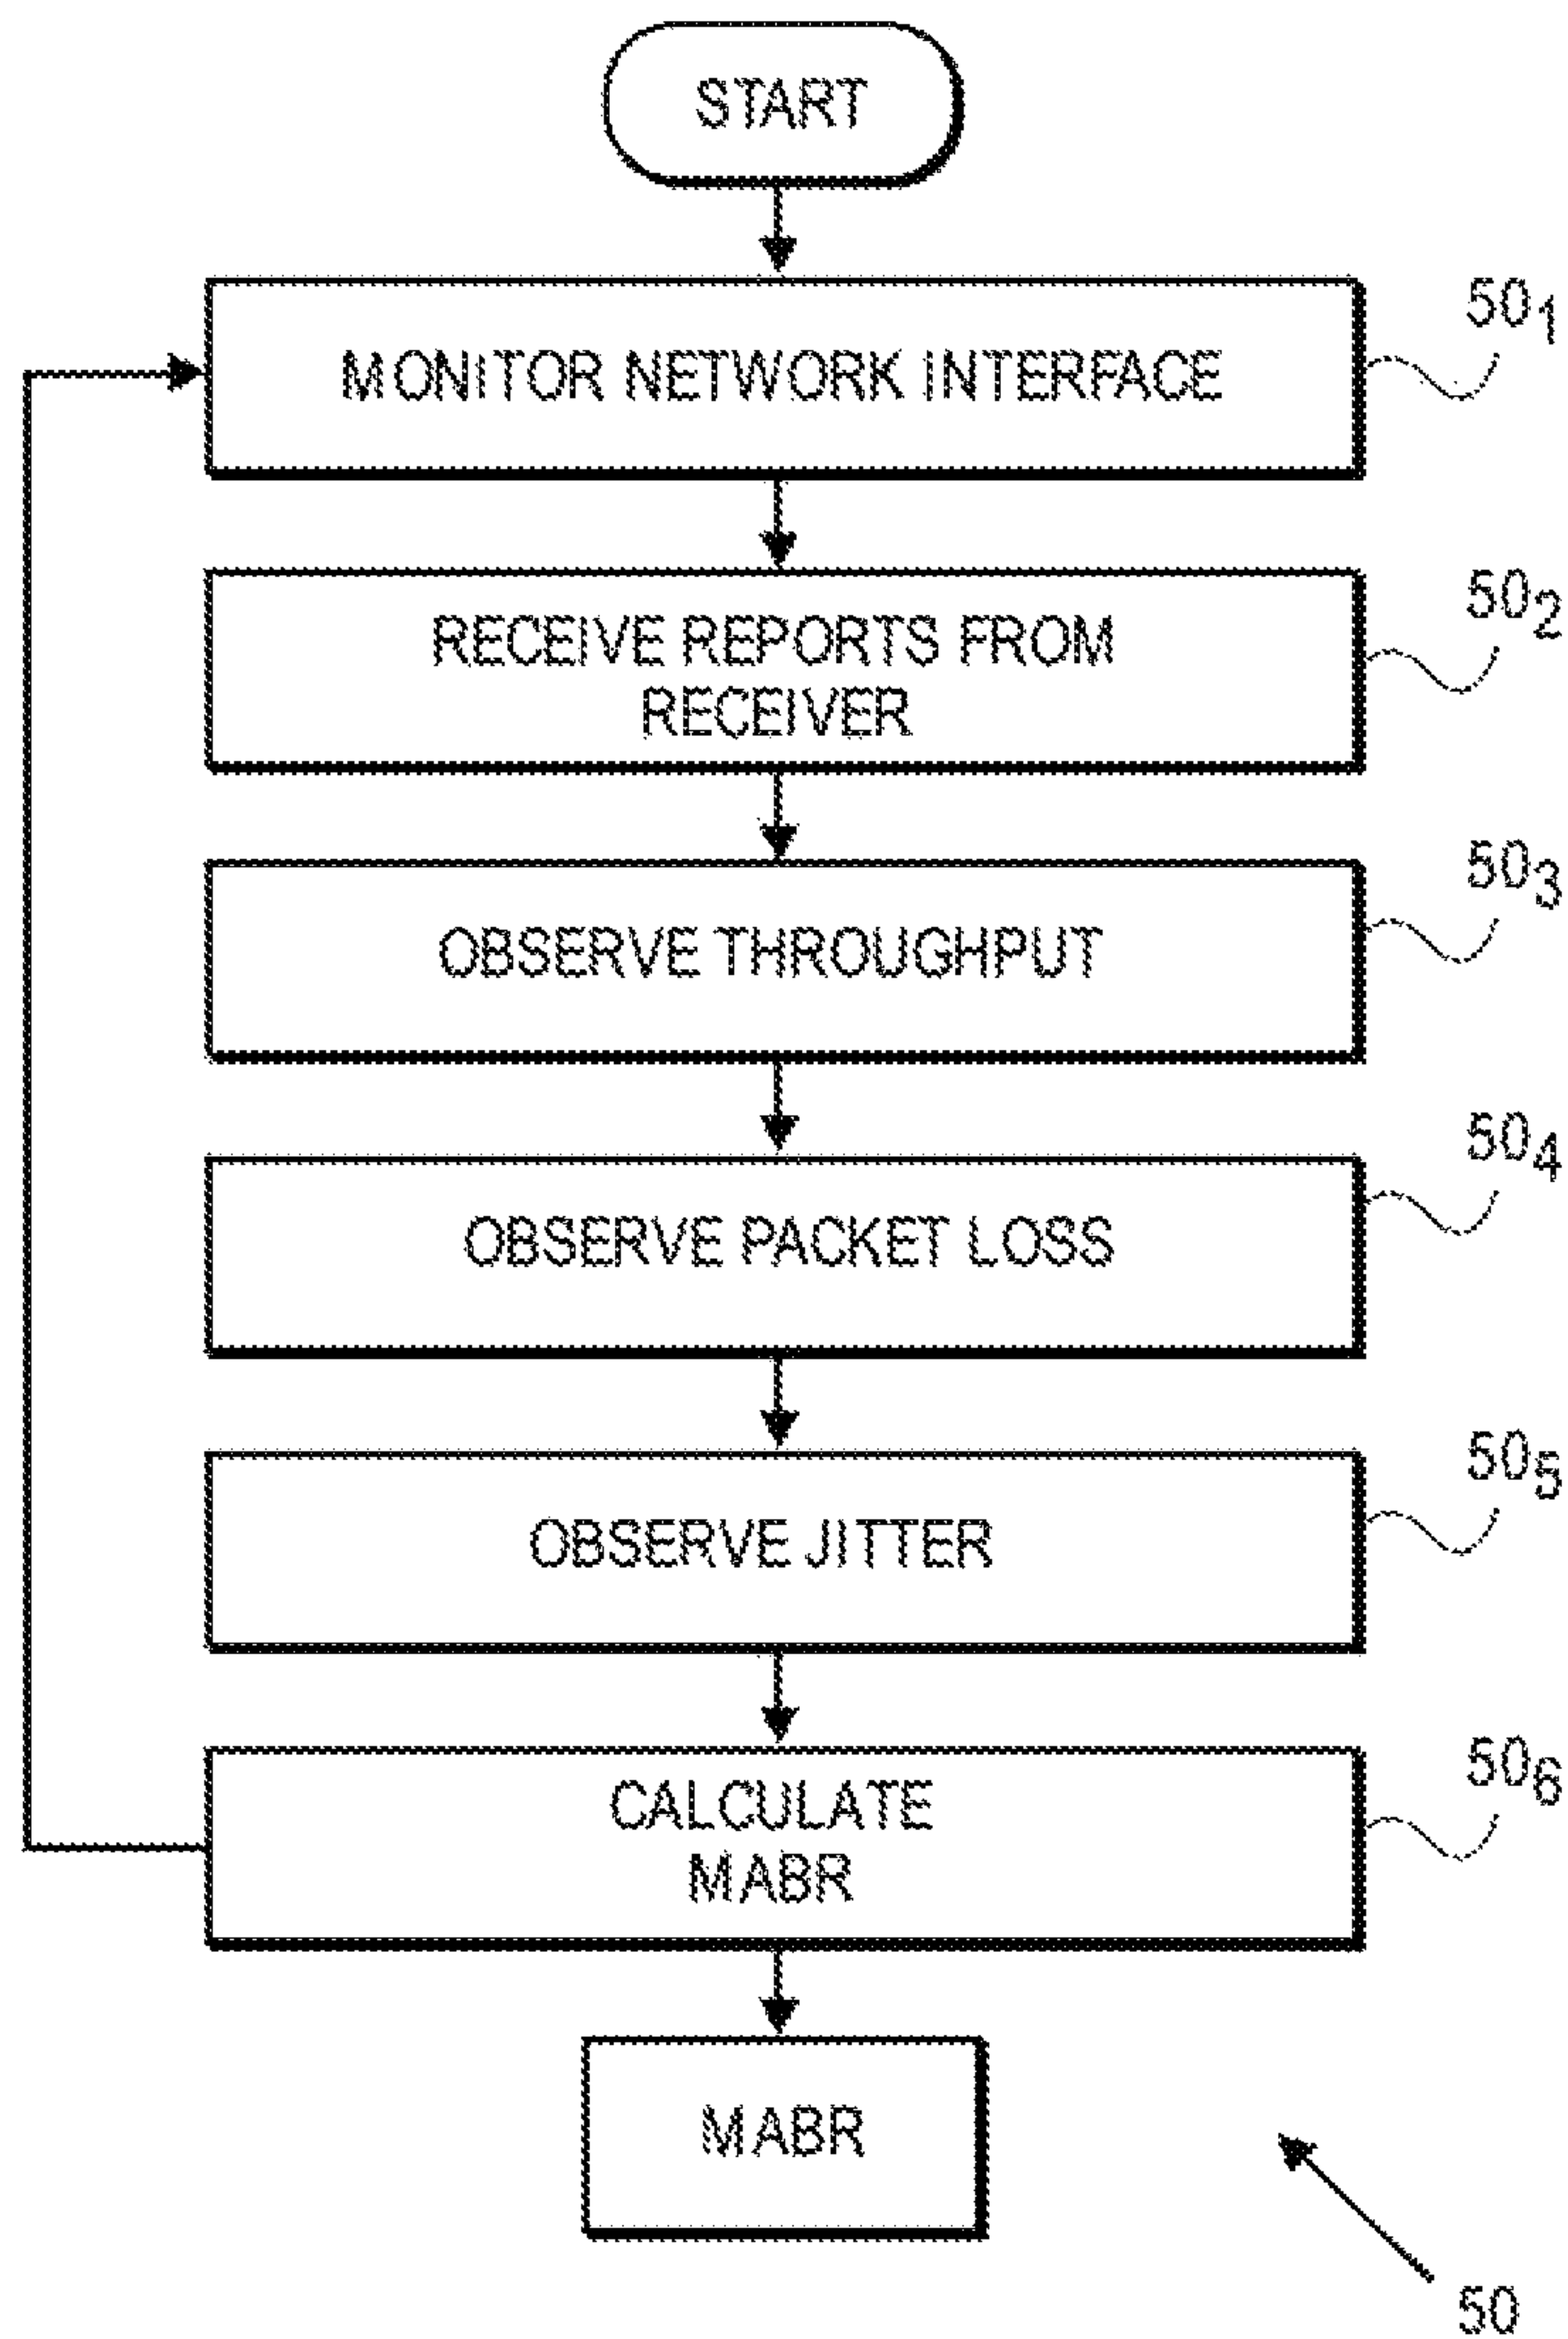 START
MONITOR NETWORK INTERFACE
50₁
RECEIVE REPORTS FROM
RECEIVER
50₂
OBSERVE THROUGHPUT
50₃
OBSERVE PACKET LOSS
50₄
OBSERVE JITTER
50₅
CALCULATE
MABR
50₆
MABR
50